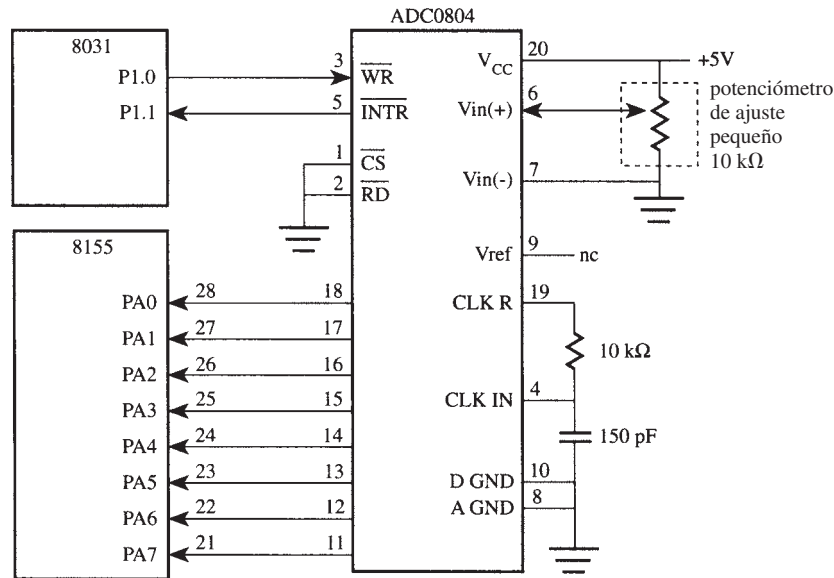 ADC0804
8031
P1.0
3
WR
P1.1
5
INTR
1
CS
2
RD
VCC
20
+5V
Vin(+)
6
potenciómetro
de ajuste
pequeño
10 kΩ
Vin(-)
7
Vref
9
nc
CLK R
19
10 kΩ
CLK IN
4
150 pF
D GND
10
A GND
8
8155
PA0 28 18
PA1 27 17
PA2 26 16
PA3 25 15
PA4 24 14
PA5 23 13
PA6 22 12
PA7 21 11